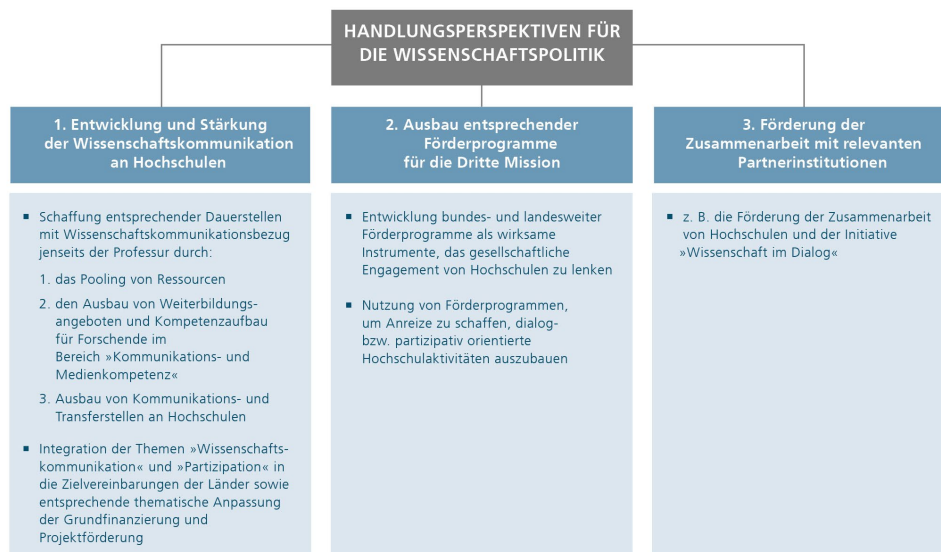 HANDLUNGSPERSPEKTIVEN FÜR
DIE WISSENSCHAFTSPOLITIK
1. Entwicklung und Stärkung
der Wissenschaftskommunikation
an Hochschulen
■ Schaffung entsprechender Dauerstellen
mit Wissenschaftskommunikationsbezug
jenseits der Professur durch:
1. das Pooling von Ressourcen
2. den Ausbau von Weiterbildungs-
angeboten und Kompetenzaufbau
für Forschende im
Bereich »Kommunikations- und
Medienkompetenz«
3. Ausbau von Kommunikations- und
Transferstellen an Hochschulen
■ Integration der Themen »Wissenschafts-
kommunikation« und »Partizipation« in
die Zielvereinbarungen der Länder sowie
entsprechende thematische Anpassung
der Grundfinanzierung und
Projektförderung
2. Ausbau entsprechender
Förderprogramme
für die Dritte Mission
■ Entwicklung bundes- und landesweiter
Förderprogramme als wirksame
Instrumente, das gesellschaftliche
Engagement von Hochschulen zu lenken
■ Nutzung von Förderprogrammen,
um Anreize zu schaffen, dialog-
bzw. partizipativ orientierte
Hochschulaktivitäten auszubauen
3. Förderung der
Zusammenarbeit mit relevanten
Partnerinstitutionen
■ z. B. die Förderung der Zusammenarbeit
von Hochschulen und der Initiative
»Wissenschaft im Dialog«